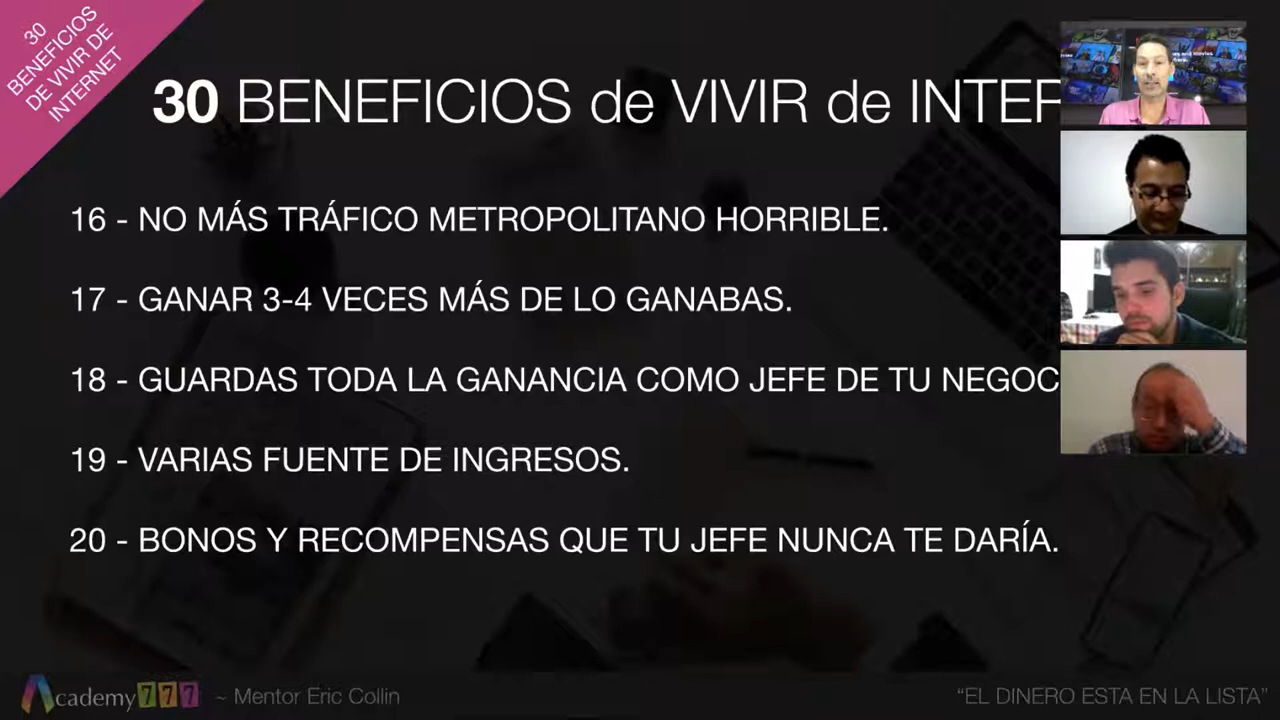 30
BENEFICIOS
DE VIVIR DE
INTERNET
30 BENEFICIOS de VIVIR de INTER
16 - NO MÁS TRÁFICO METROPOLITANO HORRIBLE.
17 - GANAR 3-4 VECES MÁS DE LO GANABAS.
18 - GUARDAS TODA LA GANANCIA COMO JEFE DE TU NEGOC
19 - VARIAS FUENTE DE INGRESOS.
20 - BONOS Y RECOMPENSAS QUE TU JEFE NUNCA TE DARÍA.
Academy777 ~ Mentor Eric Collin
“EL DINERO ESTA EN LA LISTA”